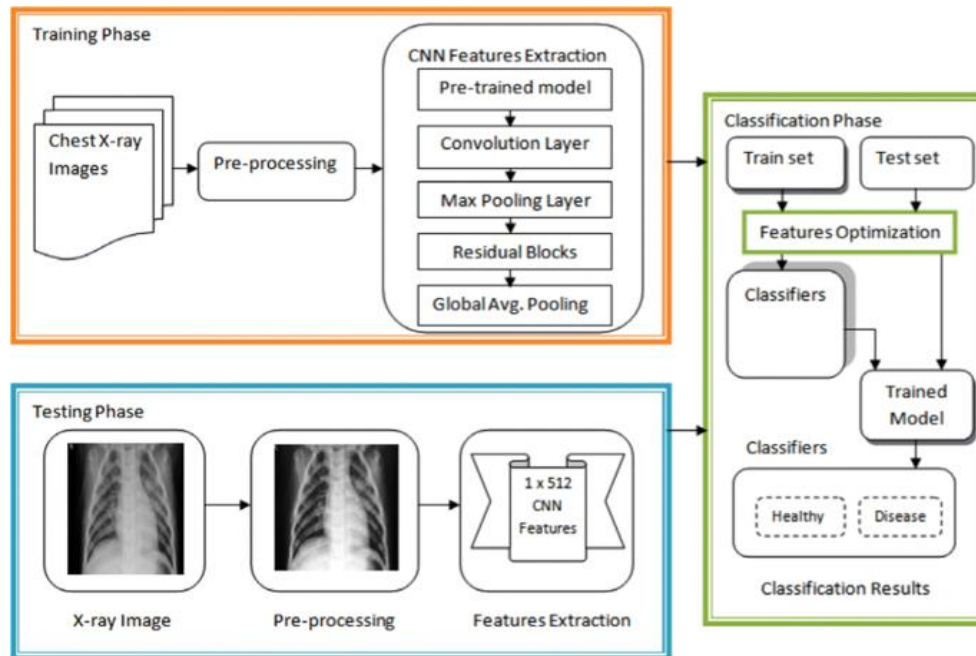 Training Phase
Chest X-ray
Images
Pre-processing
CNN Features Extraction
Pre-trained model
Convolution Layer
Max Pooling Layer
Residual Blocks
Global Avg. Pooling
Testing Phase
1 x 512
CNN
Features
X-ray Image
Pre-processing
Features Extraction
Classification Phase
Train set
Test set
Features Optimization
Classifiers
Trained
Model
Classifiers
Healthy
Disease
Classification Results